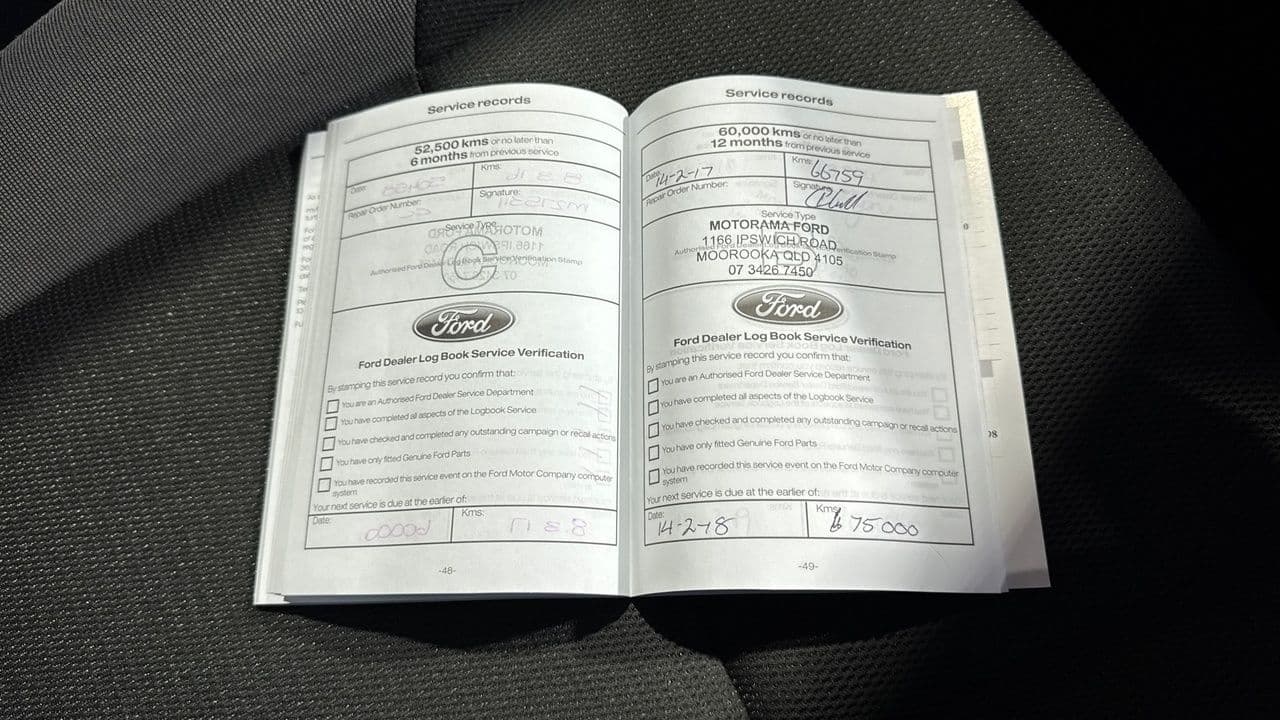 Service records
52,500 kms or no later than
6 months from previous service
Date:
Kms:
Repair Order Number:
Signature:
Service Type
C
Authorised Ford Dealer Log Book Service Verification Stamp
Ford
Ford Dealer Log Book Service Verification
By stamping this service record you confirm that:
You are an Authorised Ford Dealer Service Department
You have completed all aspects of the Logbook Service
You have checked and completed any outstanding campaign or recall actions
You have only fitted Genuine Ford Parts
You have recorded this service event on the Ford Motor Company computer
system
Your next service is due at the earlier of:
Date:
Kms:
-48-
Service records
60,000 kms or no later than
12 months from previous service
Date: 14-2-17
Kms: 66759
Repair Order Number:
Signature:
Service Type
MOTORAMA FORD
1166 IPSWICH ROAD
Authorised Ford Dealer Log Book Service Verification Stamp
MOOROOKA QLD 4105
07 3426 7450
Ford
Ford Dealer Log Book Service Verification
By stamping this service record you confirm that:
You are an Authorised Ford Dealer Service Department
You have completed all aspects of the Logbook Service
You have checked and completed any outstanding campaign or recall actions
You have only fitted Genuine Ford Parts
You have recorded this service event on the Ford Motor Company computer
system
Your next service is due at the earlier of:
Date: 14-2-18
Kms: 75000
-49-